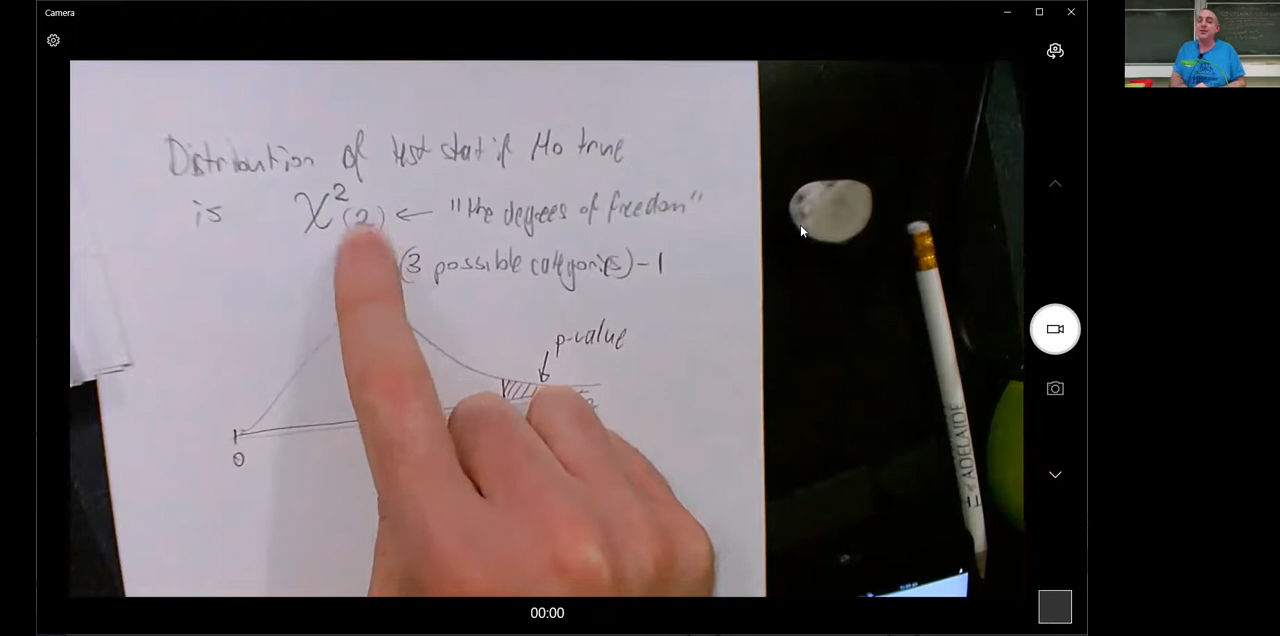 Camera
Distribution of test stat if Ho true
is χ²(2) ← "the degrees of freedom"
(3 possible categories) - 1
p-value
0
00:00
of ADELAIDE